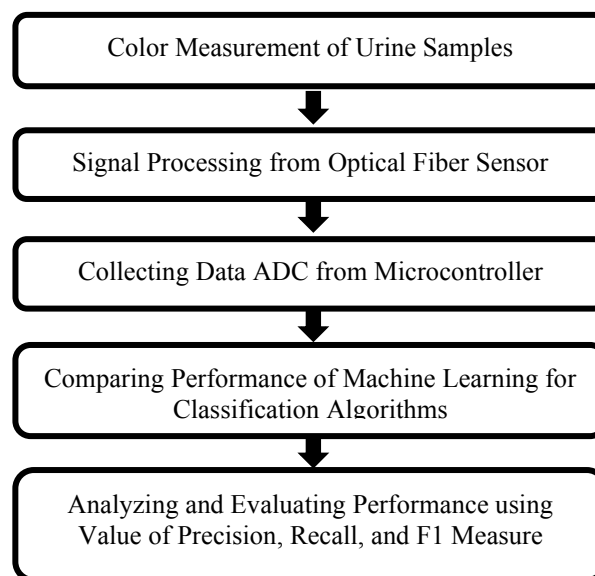 Color Measurement of Urine Samples
Signal Processing from Optical Fiber Sensor
Collecting Data ADC from Microcontroller
Comparing Performance of Machine Learning for
Classification Algorithms
Analyzing and Evaluating Performance using
Value of Precision, Recall, and F1 Measure